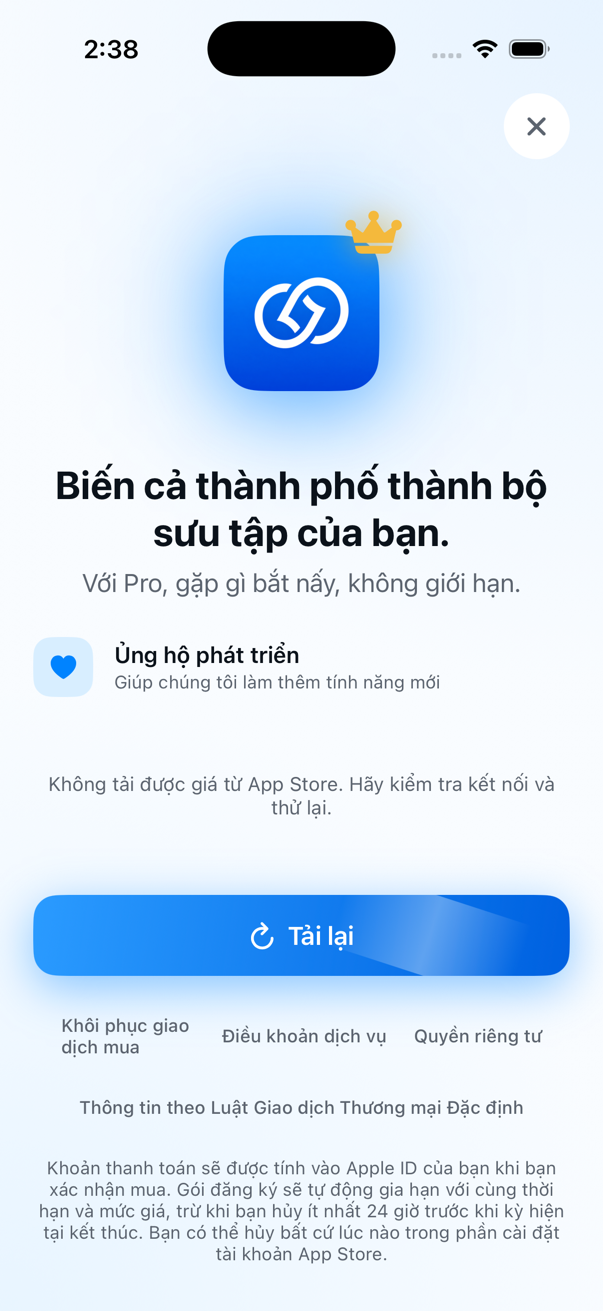 2:38
Biến cả thành phố thành bộ
sưu tập của bạn.
Với Pro, gặp gì bắt nấy, không giới hạn.
Ủng hộ phát triển
Giúp chúng tôi làm thêm tính năng mới
Không tải được giá từ App Store. Hãy kiểm tra kết nối và
thử lại.
Tải lại
Khôi phục giao
dịch mua
Điều khoản dịch vụ
Quyền riêng tư
Thông tin theo Luật Giao dịch Thương mại Đặc định
Khoản thanh toán sẽ được tính vào Apple ID của bạn khi bạn
xác nhận mua. Gói đăng ký sẽ tự động gia hạn với cùng thời
hạn và mức giá, trừ khi bạn hủy ít nhất 24 giờ trước khi kỳ hiện
tại kết thúc. Bạn có thể hủy bất cứ lúc nào trong phần cài đặt
tài khoản App Store.